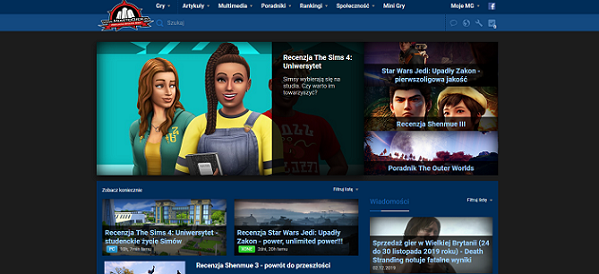 Gry Artykuły Multimedia Poradniki Rankingi Społeczność Mini Gry Moje MG
Szukaj
Recenzja The Sims 4:
Uniwersytet
Simsy wybierają się na
studia. Czy warto im
towarzyszyć?
Star Wars Jedi: Upadły Zakon -
pierwszoligowa jakość
Recenzja Shenmue III
Poradnik The Outer Worlds
Zobacz koniecznie
Filtruj listę
Recenzja The Sims 4: Uniwersytet -
studenckie życie Simów
PC
Recenzja Star Wars Jedi: Upadły
Zakon - power, unlimited power!!!
Recenzja Shenmue 3 - powrót do przeszłości
Wiadomości
Filtruj listę
Sprzedaż gier w Wielkiej Brytanii (24
do 30 listopada 2019 roku) - Death
Stranding notuje fatalne wyniki
02.12.2019